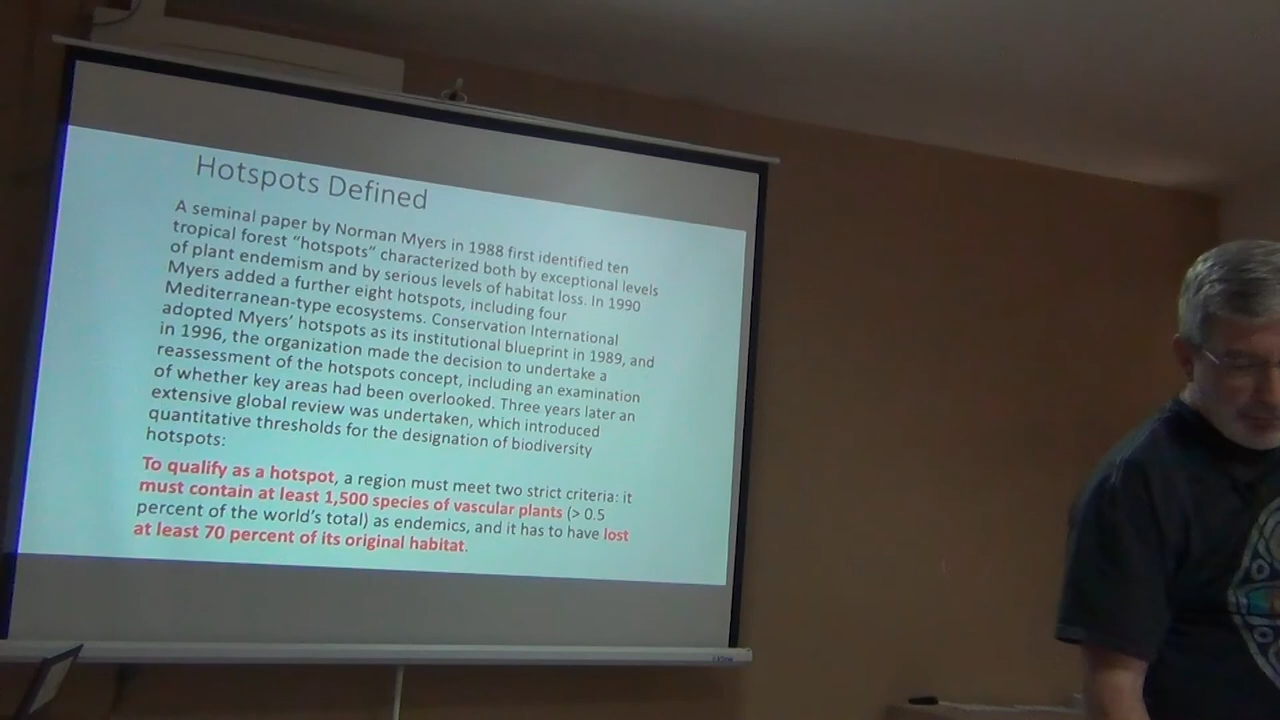 Hotspots Defined
A seminal paper by Norman Myers in 1988 first identified ten
tropical forest “hotspots” characterized both by exceptional levels
of plant endemism and by serious levels of habitat loss. In 1990
Myers added a further eight hotspots, including four
Mediterranean-type ecosystems. Conservation International
adopted Myers’ hotspots as its institutional blueprint in 1989, and
in 1996, the organization made the decision to undertake a
reassessment of the hotspots concept, including an examination
of whether key areas had been overlooked. Three years later an
extensive global review was undertaken, which introduced
quantitative thresholds for the designation of biodiversity
hotspots:
To qualify as a hotspot, a region must meet two strict criteria: it
must contain at least 1,500 species of vascular plants (> 0.5
percent of the world’s total) as endemics, and it has to have lost
at least 70 percent of its original habitat.